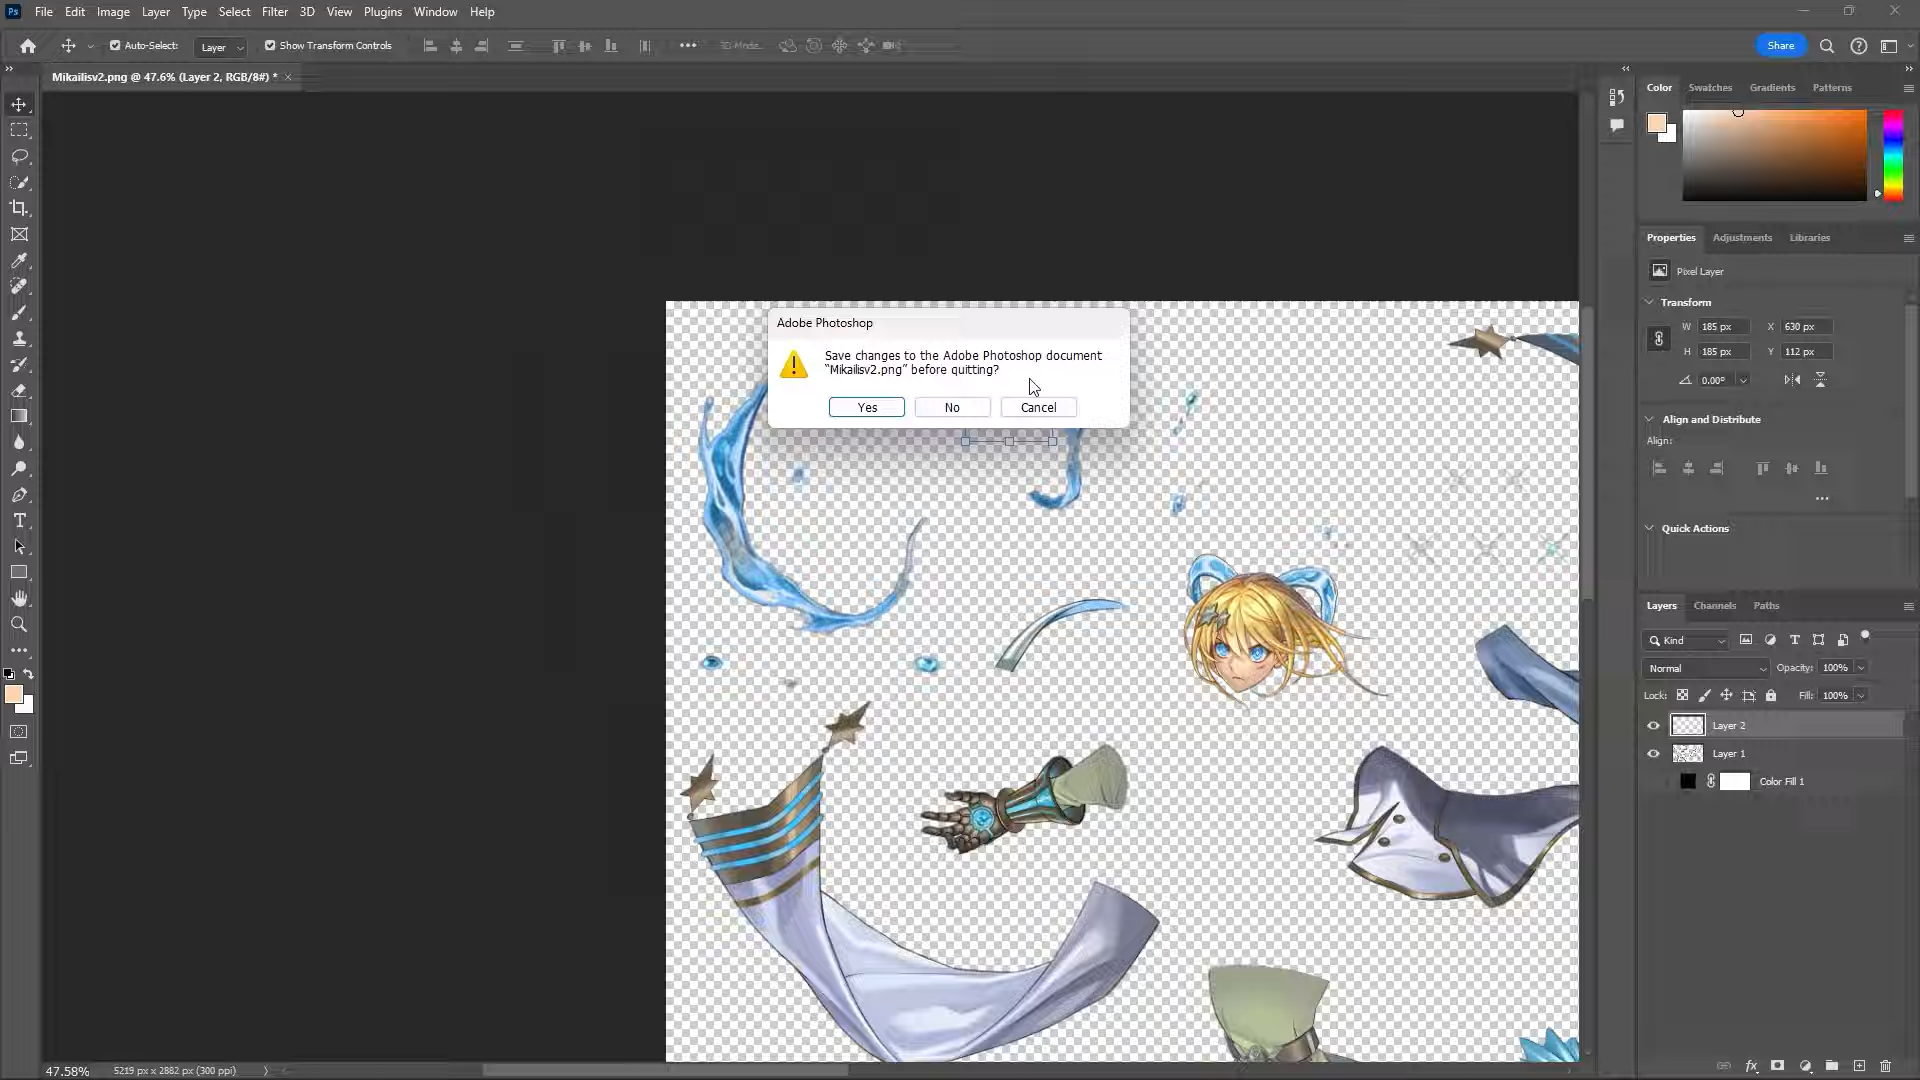 Ps File Edit Image Layer Type Select Filter 3D View Plugins Window Help
Auto-Select: Layer Show Transform Controls 3D Mode: Share
Mikailisv2.png @ 47.6% (Layer 2, RGB/8#) *
Color Swatches Gradients Patterns
Properties Adjustments Libraries
Pixel Layer
Transform
W 185 px X 630 px
H 185 px Y 112 px
0.00°
Align and Distribute
Align:
Quick Actions
Adobe Photoshop
Save changes to the Adobe Photoshop document
“Mikailisv2.png” before quitting?
Yes No Cancel
Layers Channels Paths
Kind
Normal Opacity: 100%
Lock: Fill: 100%
Layer 2
Layer 1
Color Fill 1
fx
47.58% 5219 px x 2882 px (300 ppi)